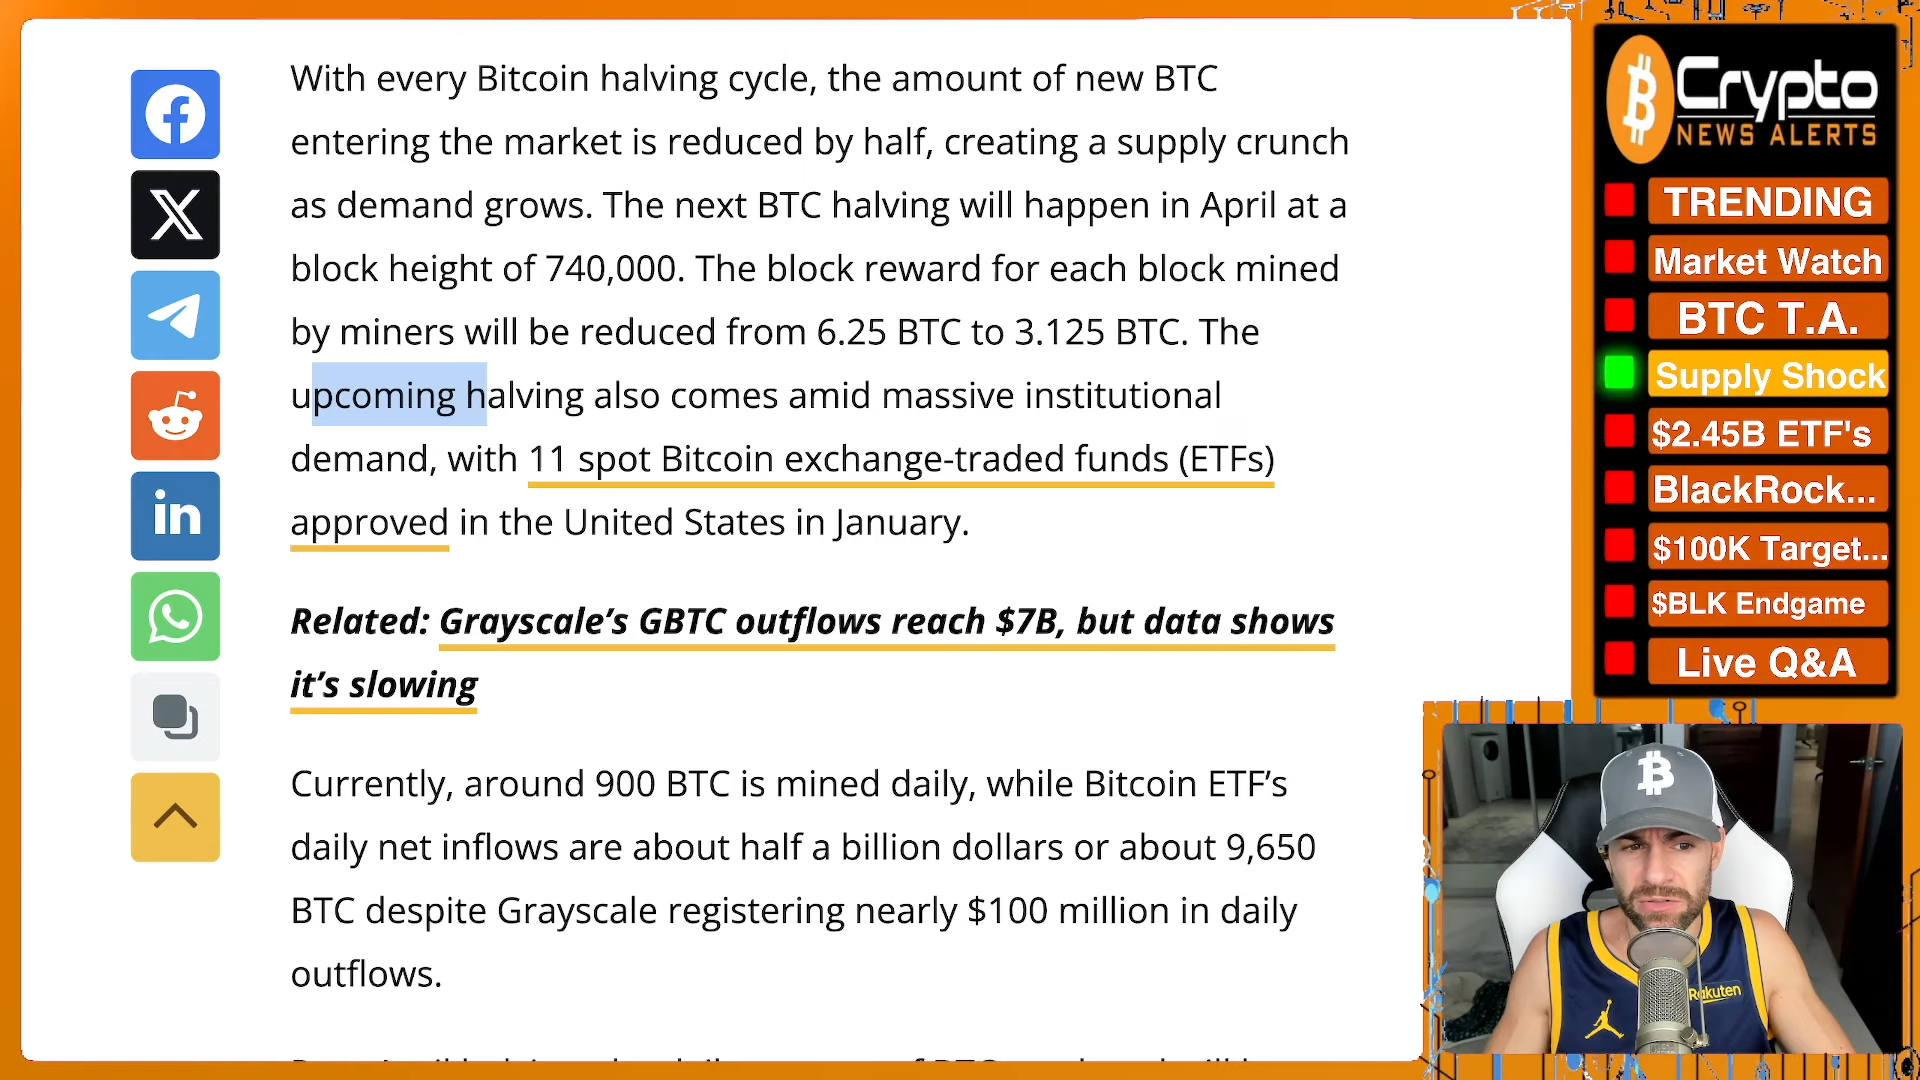 With every Bitcoin halving cycle, the amount of new BTC
entering the market is reduced by half, creating a supply crunch
as demand grows. The next BTC halving will happen in April at a
block height of 740,000. The block reward for each block mined
by miners will be reduced from 6.25 BTC to 3.125 BTC. The
upcoming halving also comes amid massive institutional
demand, with 11 spot Bitcoin exchange-traded funds (ETFs)
approved in the United States in January.
Related: Grayscale’s GBTC outflows reach $7B, but data shows
it’s slowing
Currently, around 900 BTC is mined daily, while Bitcoin ETF’s
daily net inflows are about half a billion dollars or about 9,650
BTC despite Grayscale registering nearly $100 million in daily
outflows.
Crypto
NEWS ALERTS
TRENDING
Market Watch
BTC T.A.
Supply Shock
$2.45B ETF's
BlackRock...
$100K Target...
$BLK Endgame
Live Q&A
Rakuten